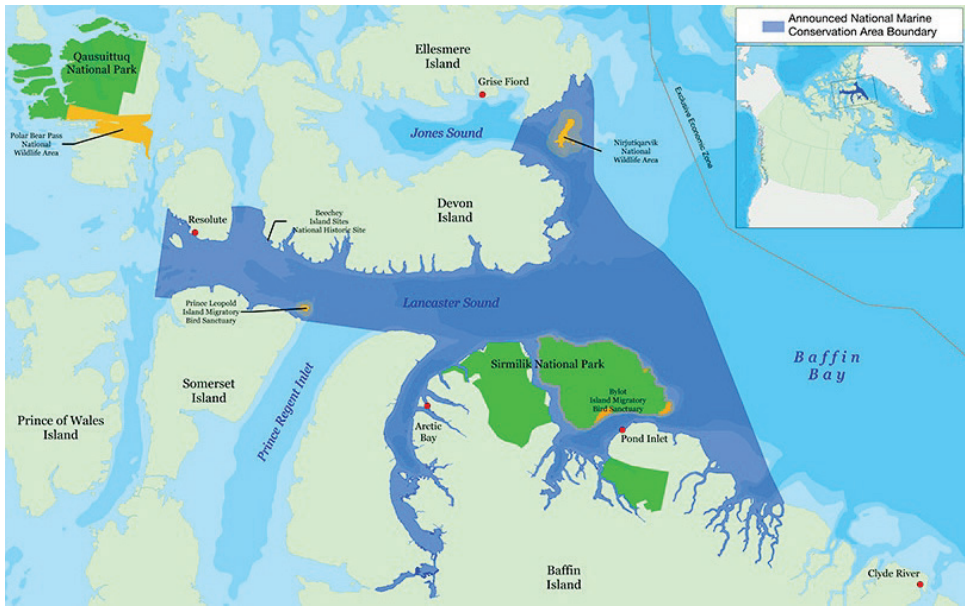 Announced National Marine
Conservation Area Boundary
Qausuittuq
National Park
Ellesmere
Island
Grise Fiord
Exclusive Economic Zone
Polar Bear Pass
National
Wildlife Area
Jones Sound
Nirjutiqarvik
National
Wildlife Area
Resolute
Beechey
Island Sites
National Historic Site
Devon
Island
Prince Leopold
Island Migratory
Bird Sanctuary
Lancaster Sound
Sirmilik National Park
Baffin
Bay
Somerset
Island
Prince Regent Inlet
Bylot
Island Migratory
Bird Sanctuary
Prince of Wales
Island
Arctic
Bay
Pond Inlet
Baffin
Island
Clyde River